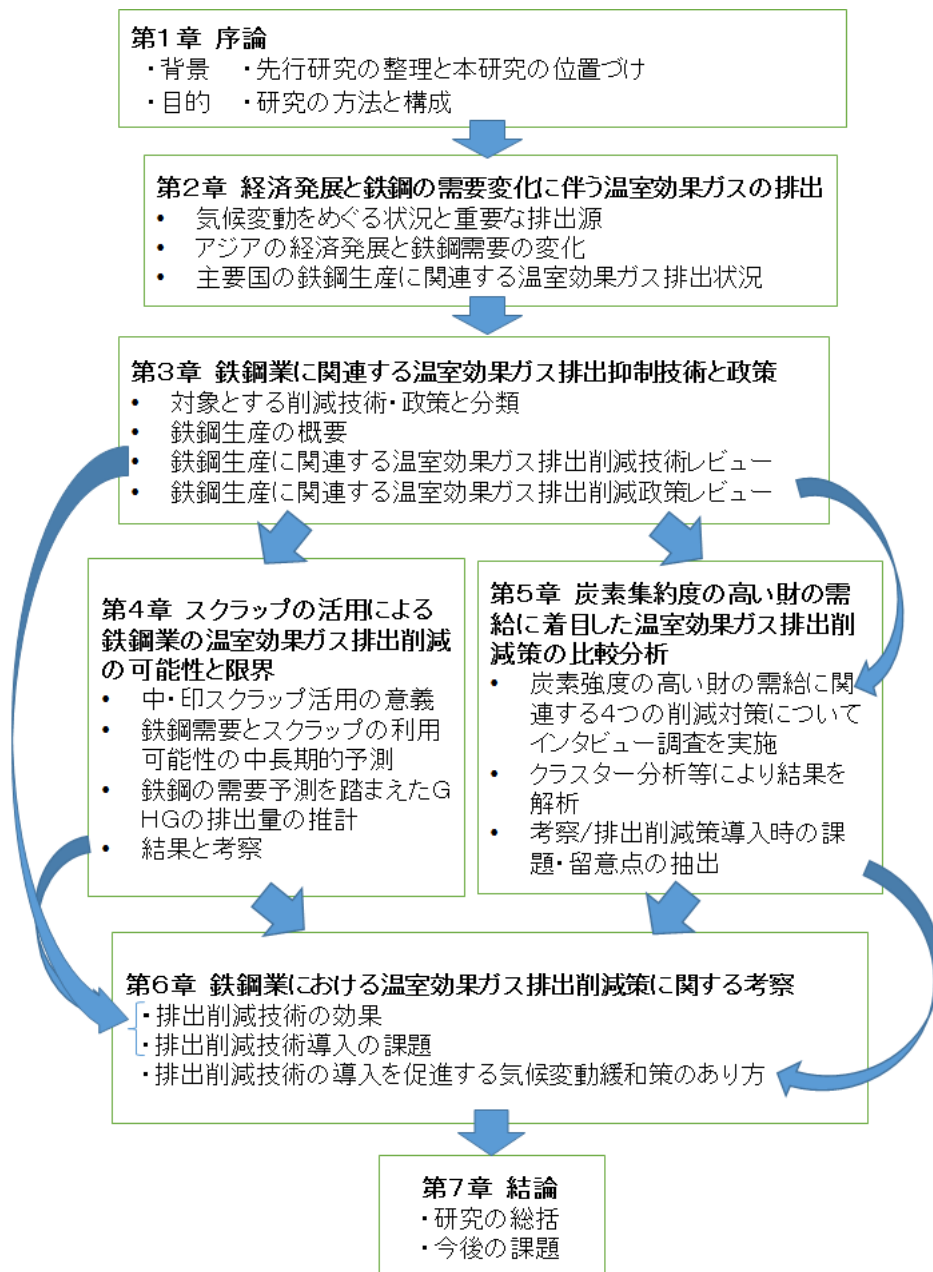 第1章 序論
・背景 ・先行研究の整理と本研究の位置づけ
・目的 ・研究の方法と構成
第2章 経済発展と鉄鋼の需要変化に伴う温室効果ガスの排出
• 気候変動をめぐる状況と重要な排出源
• アジアの経済発展と鉄鋼需要の変化
• 主要国の鉄鋼生産に関連する温室効果ガス排出状況
第3章 鉄鋼業に関連する温室効果ガス排出抑制技術と政策
• 対象とする削減技術・政策と分類
• 鉄鋼生産の概要
• 鉄鋼生産に関連する温室効果ガス排出削減技術レビュー
• 鉄鋼生産に関連する温室効果ガス排出削減政策レビュー
第4章 スクラップの活用による
鉄鋼業の温室効果ガス排出削減
の可能性と限界
• 中・印スクラップ活用の意義
• 鉄鋼需要とスクラップの利用
可能性の中長期的予測
• 鉄鋼の需要予測を踏まえたG
HGの排出量の推計
• 結果と考察
第5章 炭素集約度の高い財の需
給に着目した温室効果ガス排出削
減策の比較分析
• 炭素強度の高い財の需給に関
連する4つの削減対策について
インタビュー調査を実施
• クラスター分析等により結果を
解析
• 考察/排出削減策導入時の課
題・留意点の抽出
第6章 鉄鋼業における温室効果ガス排出削減策に関する考察
・排出削減技術の効果
・排出削減技術導入の課題
・排出削減技術の導入を促進する気候変動緩和策のあり方
第7章 結論
・研究の総括
・今後の課題